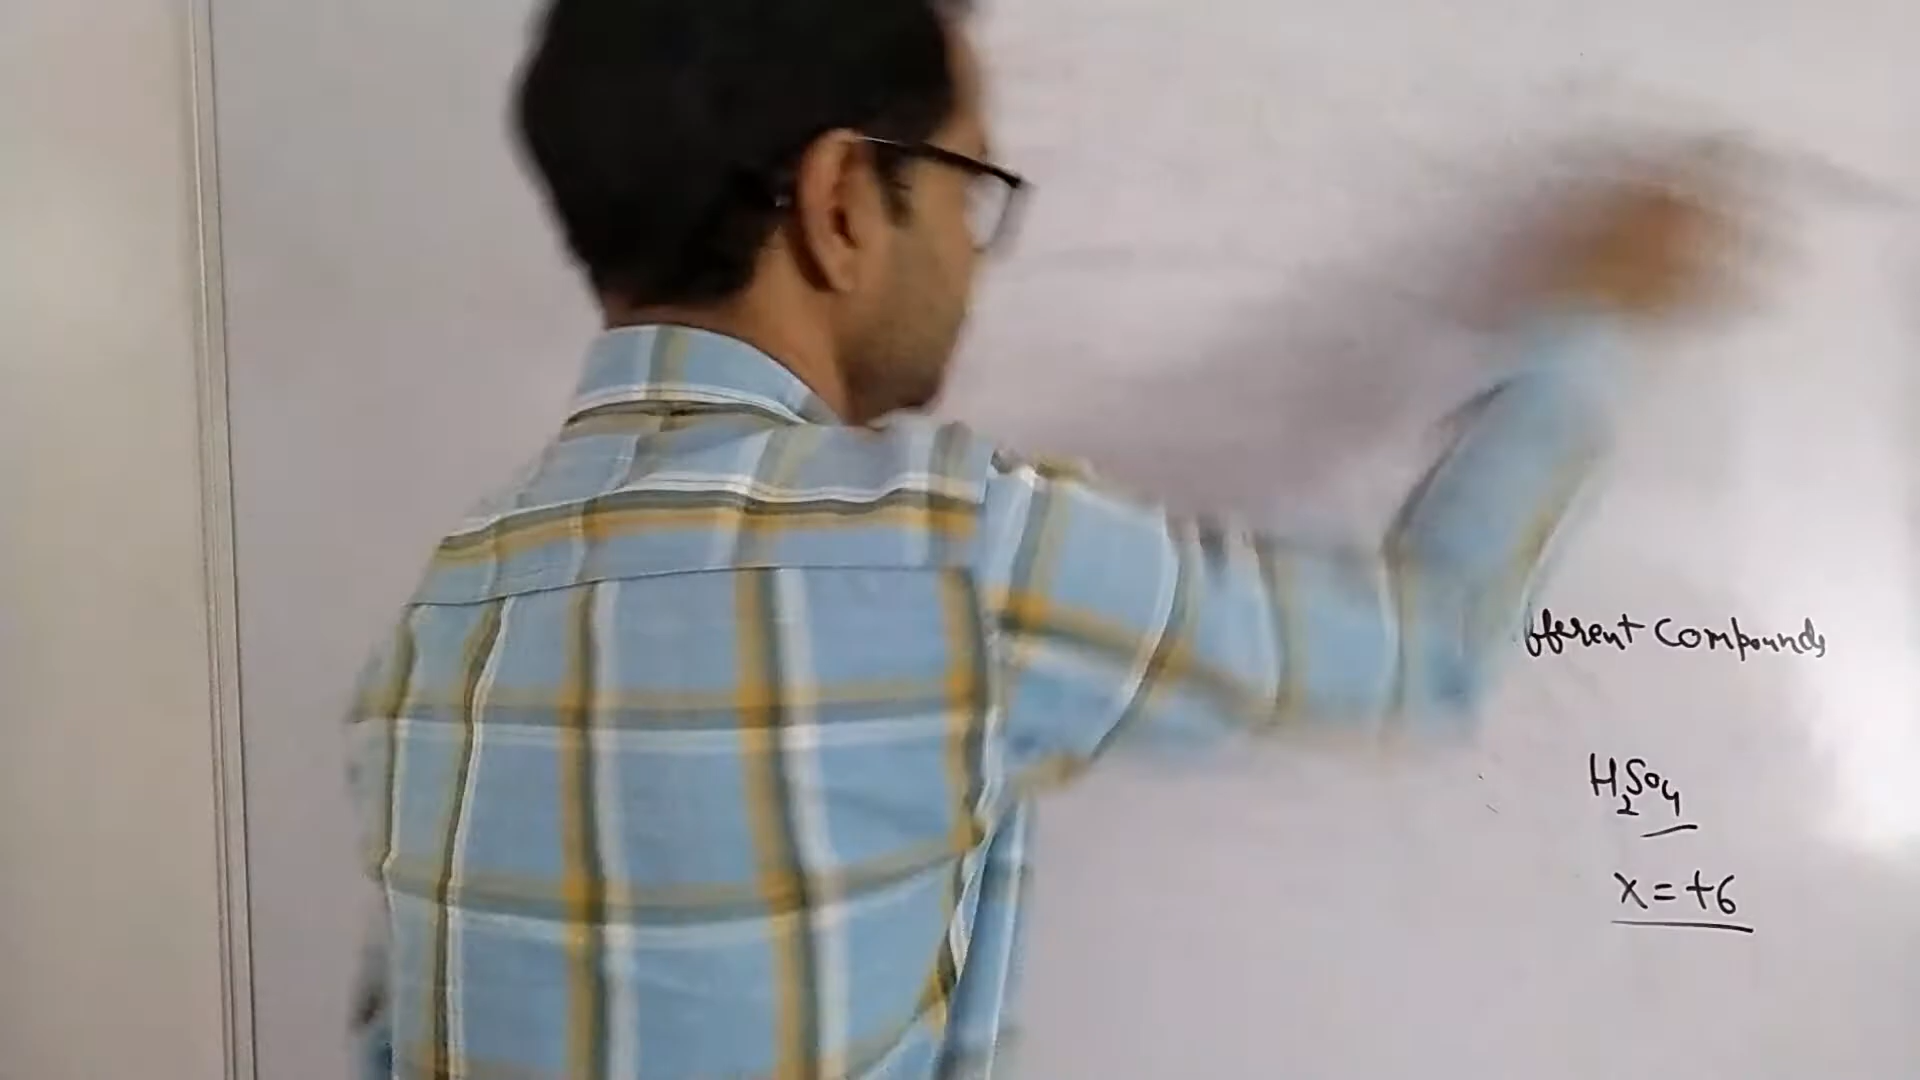 fferent compounds
H2SO4
x = +6